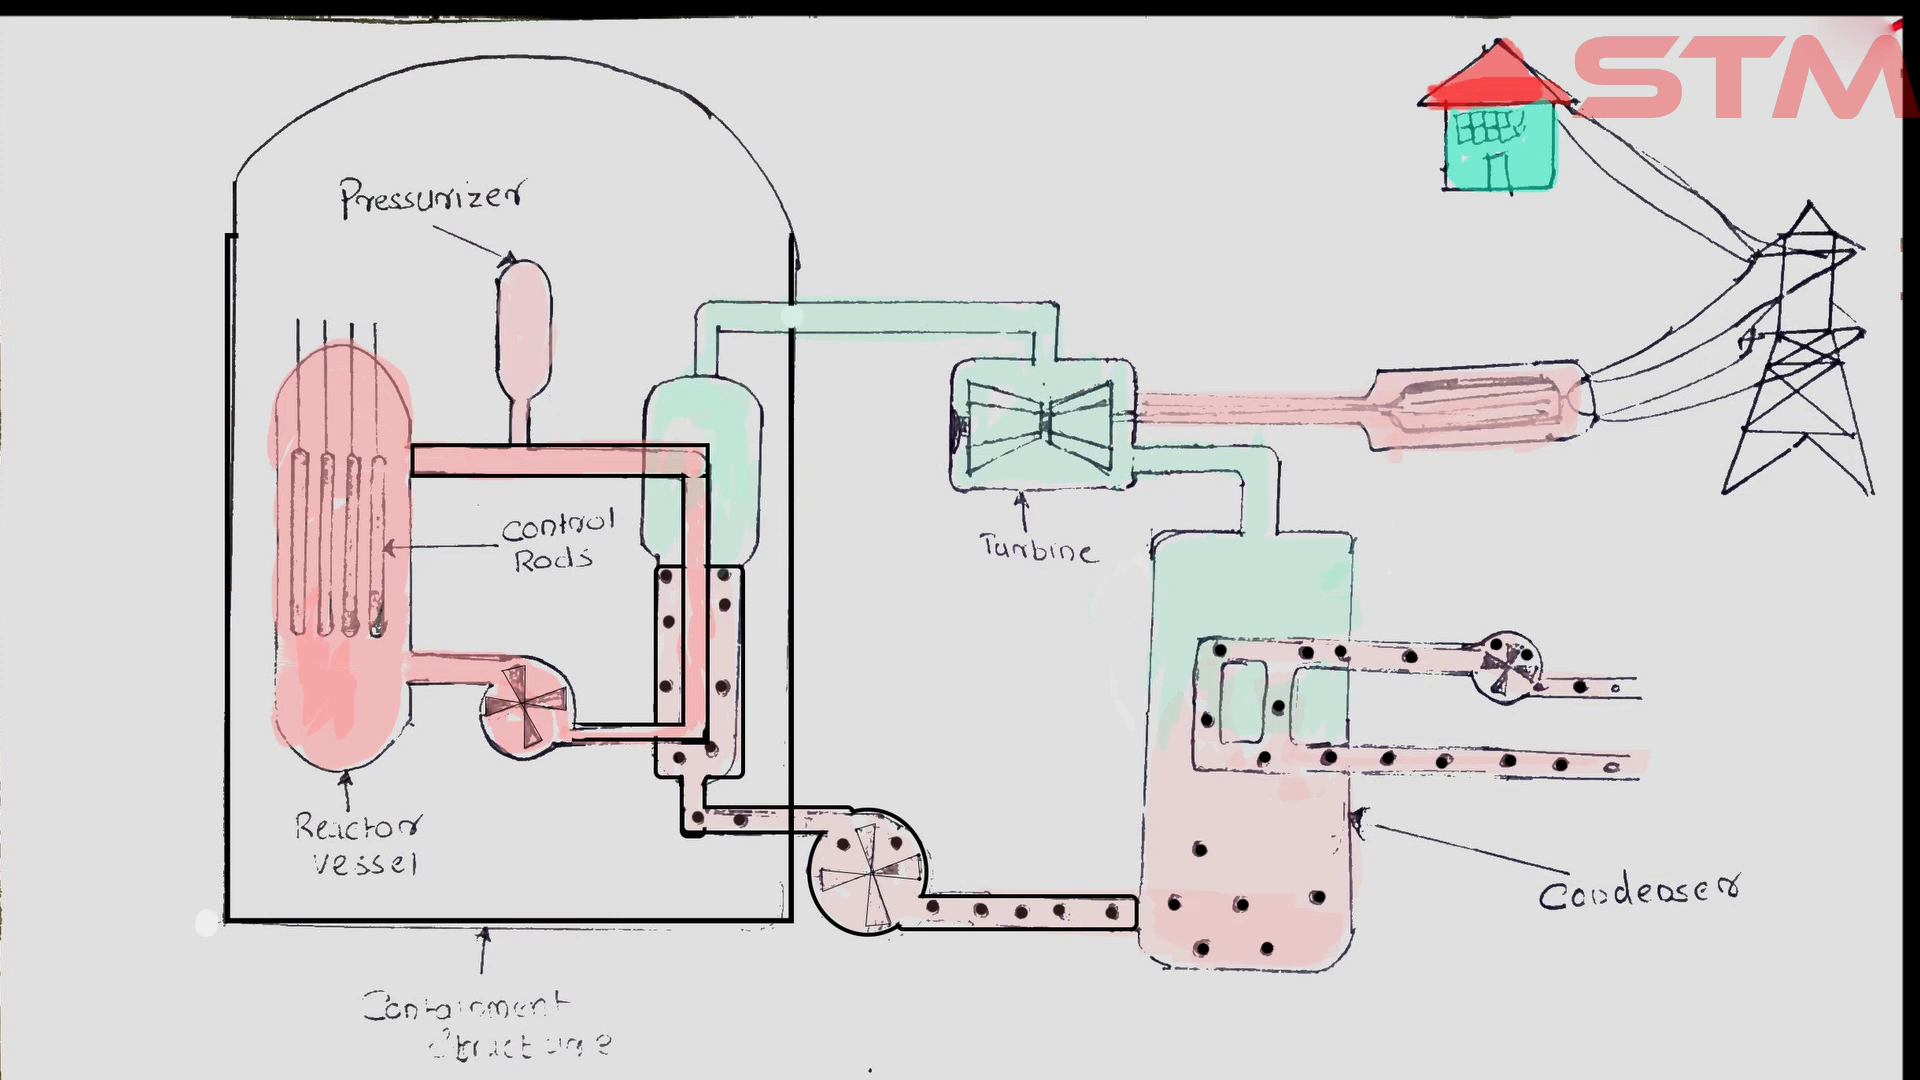 STM
Pressurizer
Control
Rods
Turbine
Reactor
vessel
Condenser
Containment
Structure